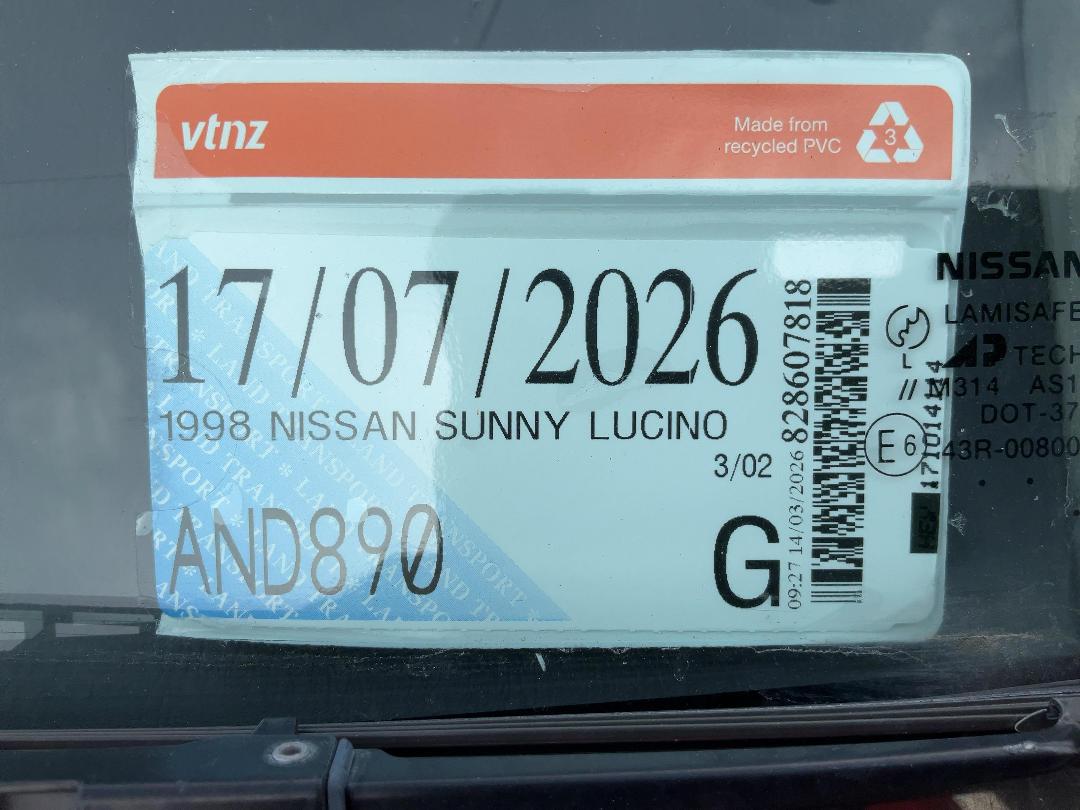 vtnz
Made from
recycled PVC
3
17/07/2026
1998 NISSAN SUNNY LUCINO
3/02
AND890
G
828607818
09:27 14/03/2026
NISSAN
LAMISAFE
TECH
L
// M314 AS1
DOT-37
E6 43R-00800